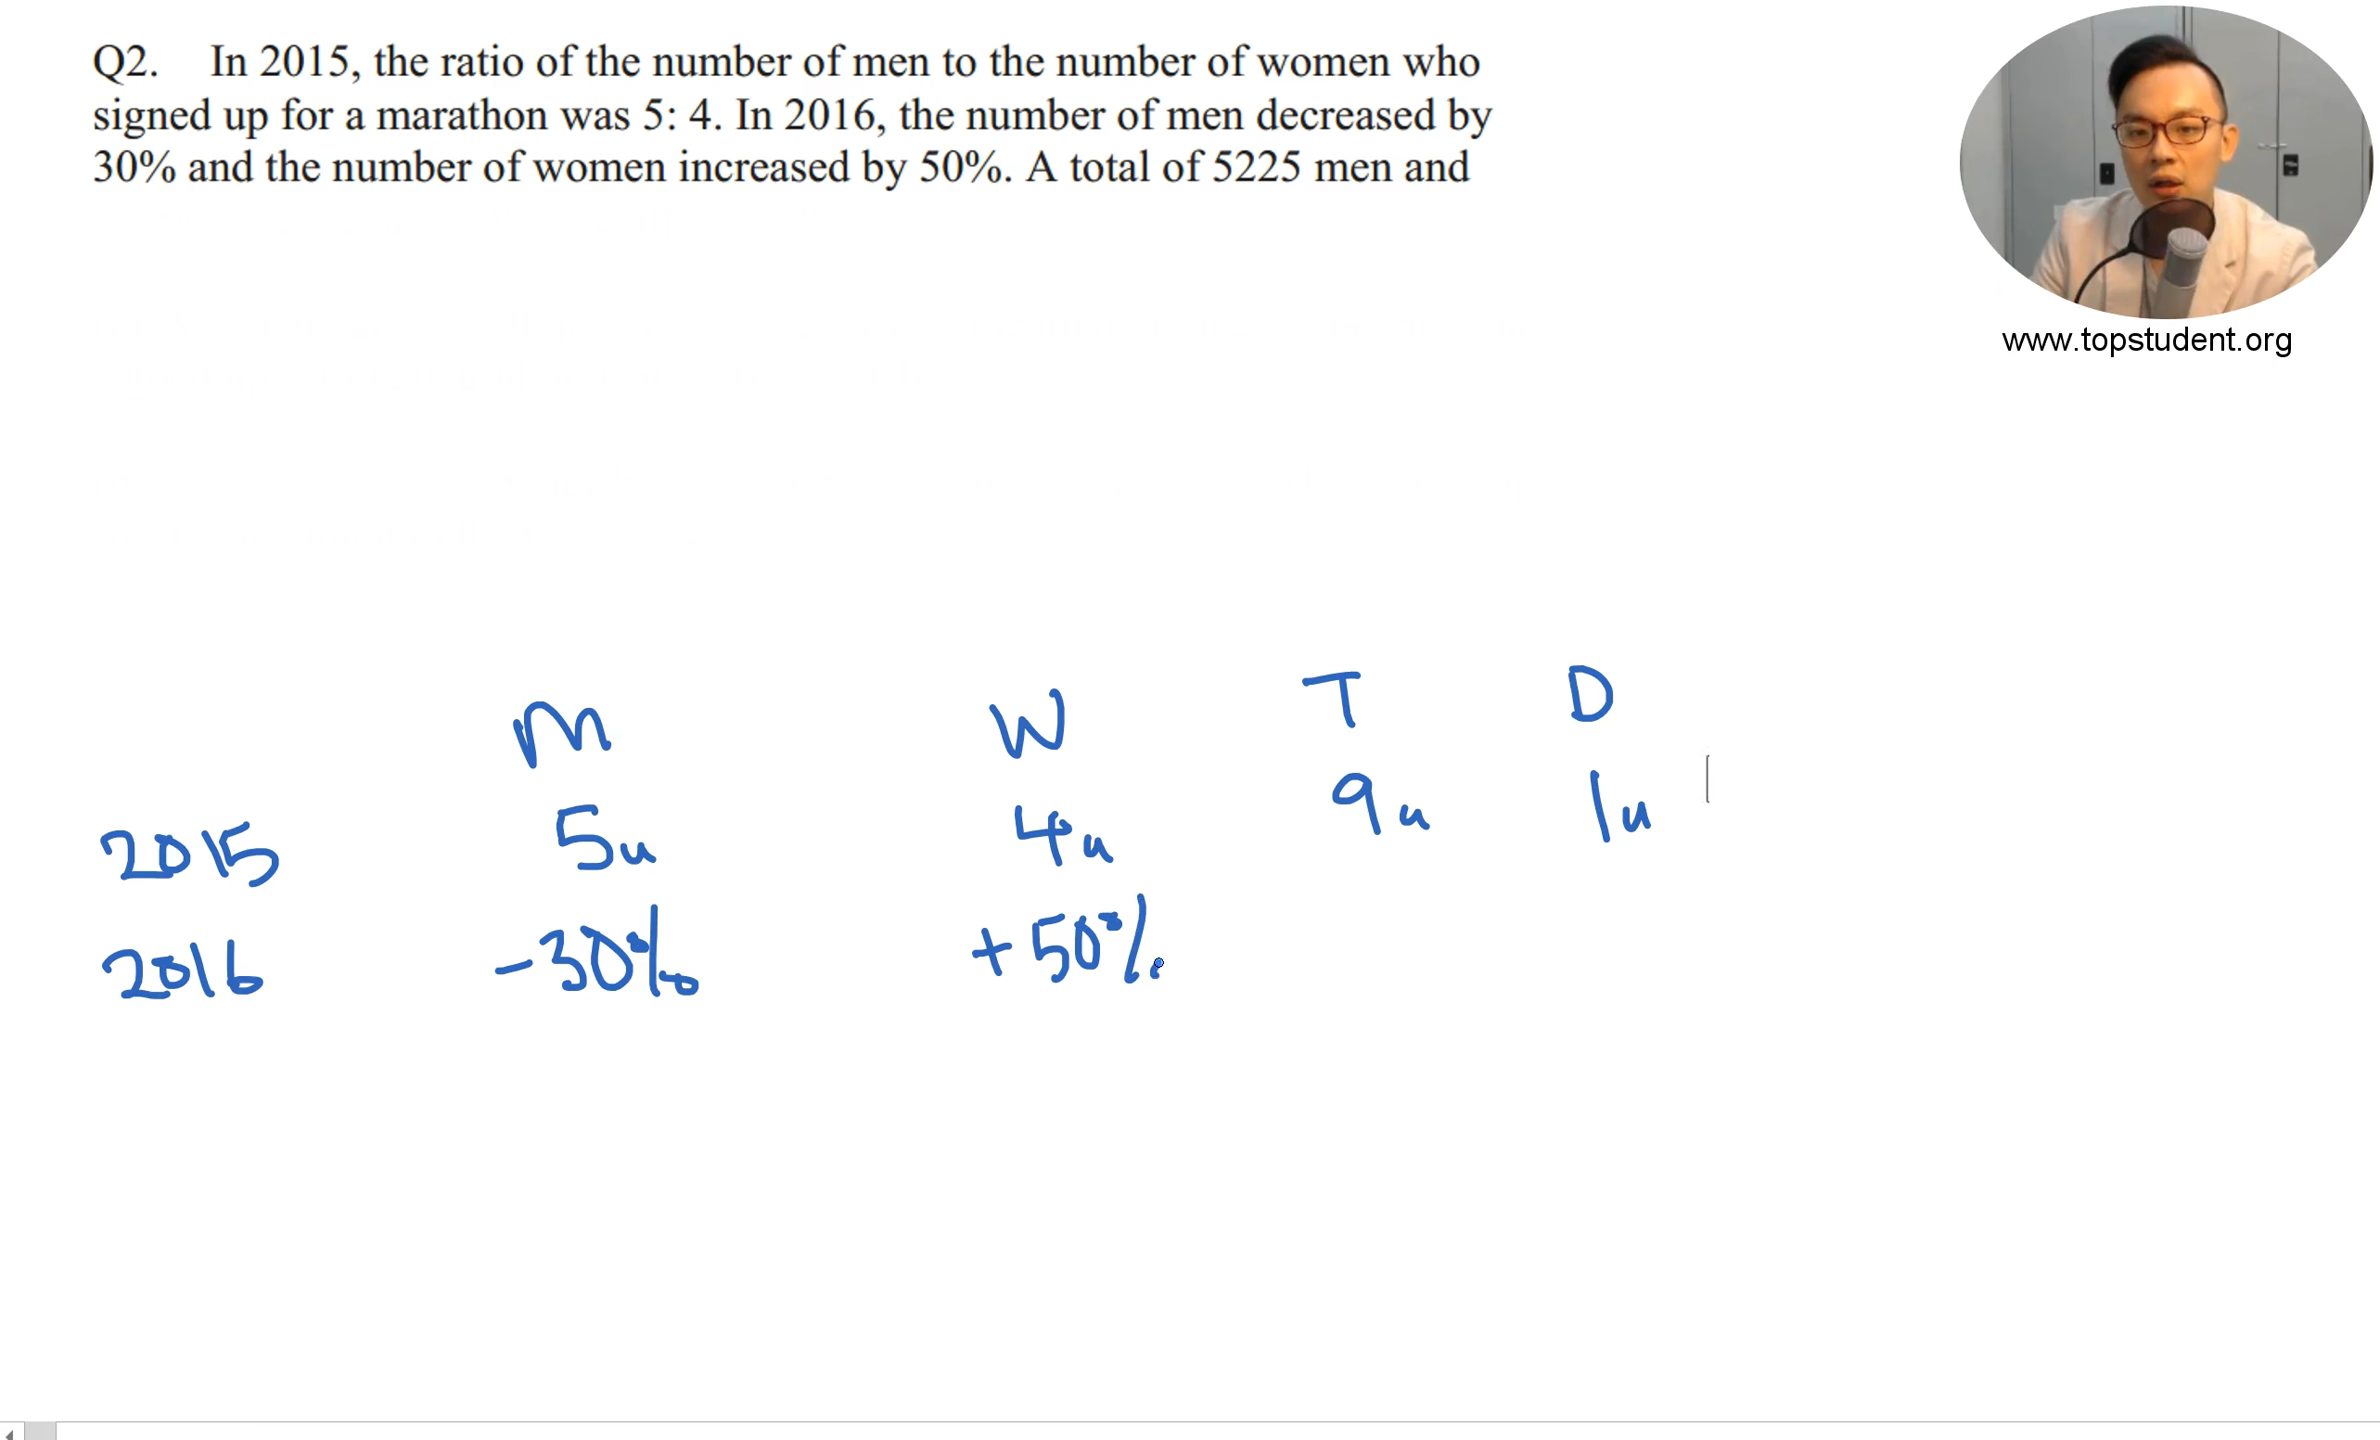 Q2. In 2015, the ratio of the number of men to the number of women who
signed up for a marathon was 5: 4. In 2016, the number of men decreased by
30% and the number of women increased by 50%. A total of 5225 men and
www.topstudent.org
M W T D
2015 5u 4u 9u 1u
2016 -30% +50%